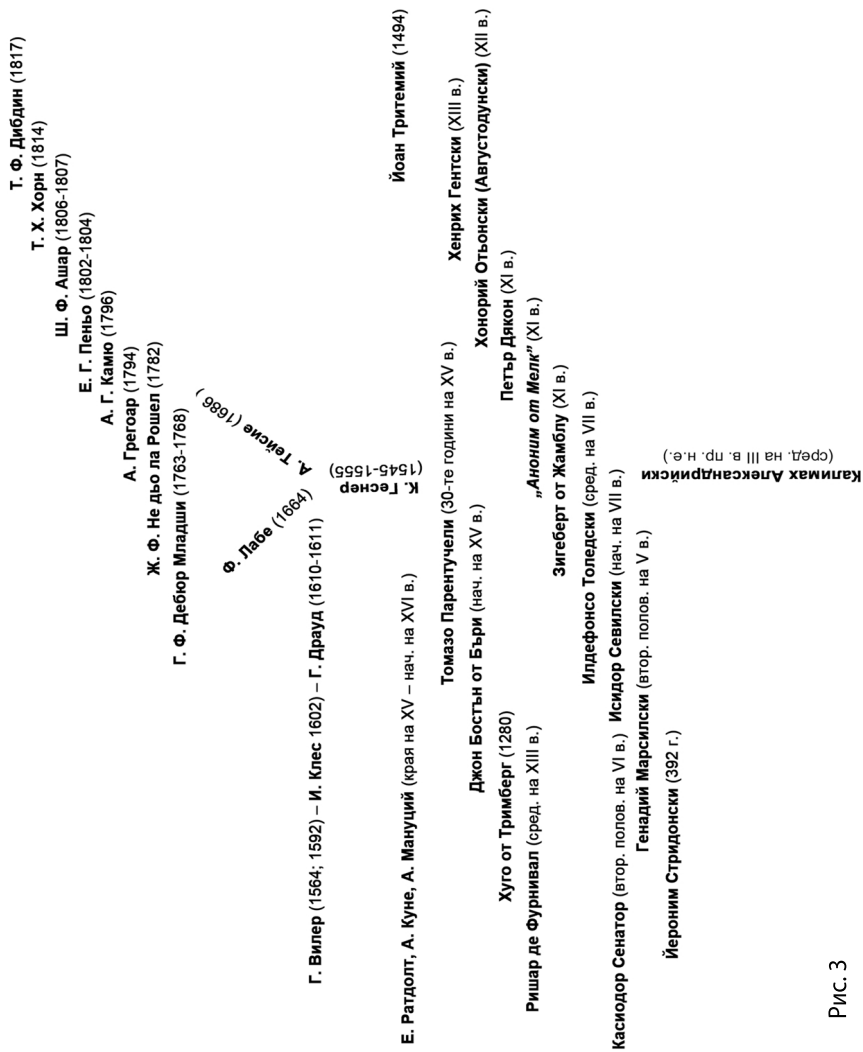 Т. Ф. Дибдин (1817)
Т. Х. Хорн (1814)
Ш. Ф. Ашар (1806-1807)
Е. Г. Пеньо (1802-1804)
А. Г. Камю (1796)
А. Грегоар (1794)
Ж. Ф. Не дьо ла Рошел (1782)
Г. Ф. Дебюр Младши (1763-1768)
А. Тейсие (1686 )
Ф. Лабе (1664)
Г. Вилер (1564; 1592) – И. Клес 1602) – Г. Драуд (1610-1611)
К. Геснер
(1545-1555)
Йоан Тритемий (1494)
Е. Ратдолт, А. Куне, А. Мануций (края на XV – нач. на XVI в.)
Томазо Парентучели (30-те години на XV в.)
Хенрих Гентски (XIII в.)
Джон Бостън от Бъри (нач. на XV в.)
Хонорий Отьонски (Августодунски) (XII в.)
Хуго от Тримберг (1280)
Петър Дякон (XI в.)
Ришар де Фурнивал (сред. на XIII в.)
„Аноним от Мелк” (XI в.)
Зигеберт от Жамблу (XI в.)
Илдефонсо Толедски (сред. на VII в.)
Касиодор Сенатор (втор. полов. на VI в.) Исидор Севилски (нач. на VII в.)
Генадий Марсилски (втор. полов. на V в.)
Йероним Стридонски (392 г.)
Калимах Александрийски
(сред. на III в. пр. н.е.)
Рис. 3